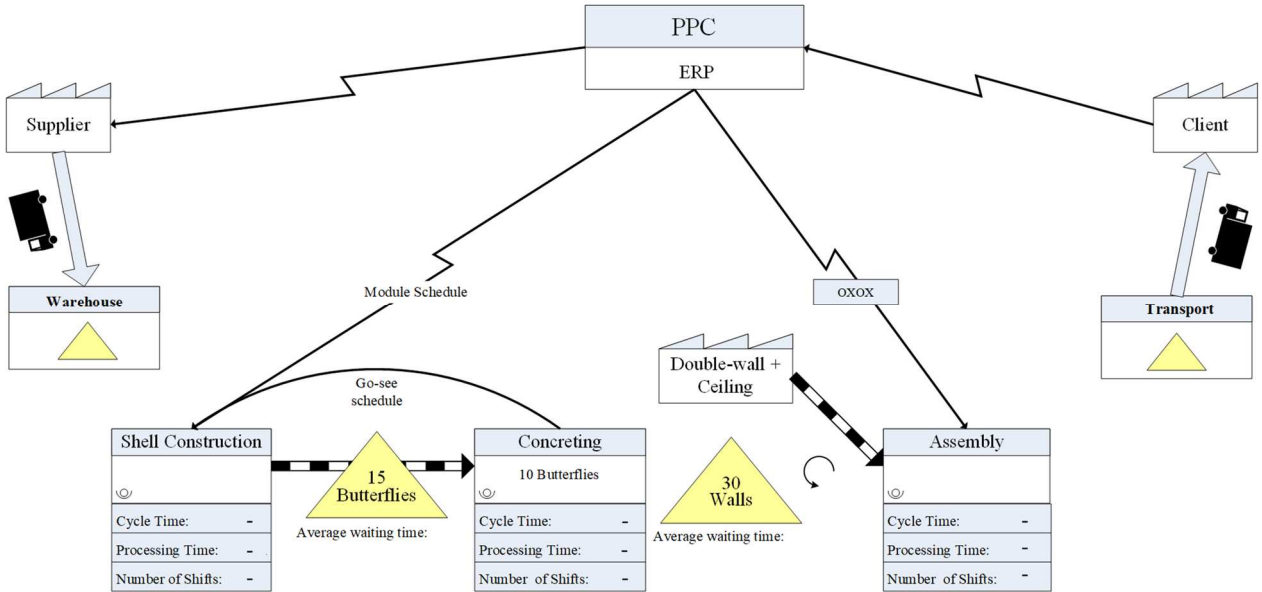 PPC
ERP
Supplier
Client
Warehouse
Module Schedule
OXOX
Transport
Double-wall +
Ceiling
Go-see
schedule
Shell Construction
Concreting
Assembly
15
Butterflies
10 Butterflies
30
Walls
Cycle Time: -
Average waiting time:
Cycle Time: -
Average waiting time:
Cycle Time: -
Processing Time: -
Processing Time: -
Processing Time: -
Number of Shifts: -
Number of Shifts: -
Number of Shifts: -